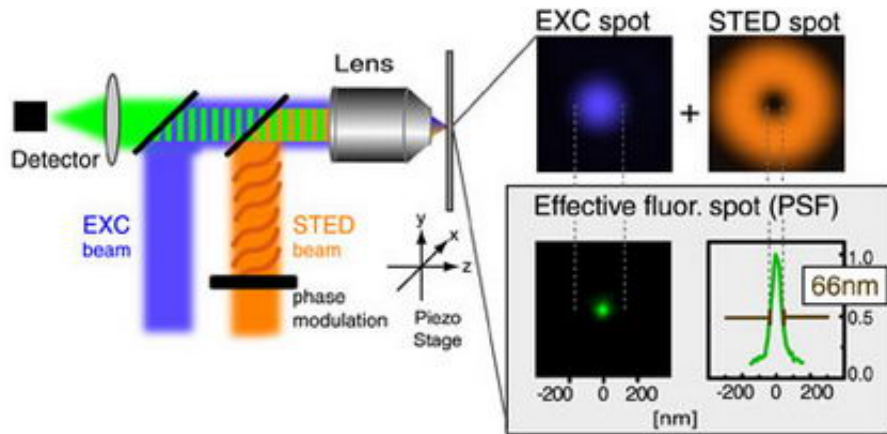 EXC spot
STED spot
Lens
+
Detector
EXC
beam
STED
beam
y
x
z
phase
modulation
Piezo
Stage
Effective fluor. spot (PSF)
1.0
66nm
0.5
0.0
-200 0 200
-200 0 200
[nm]